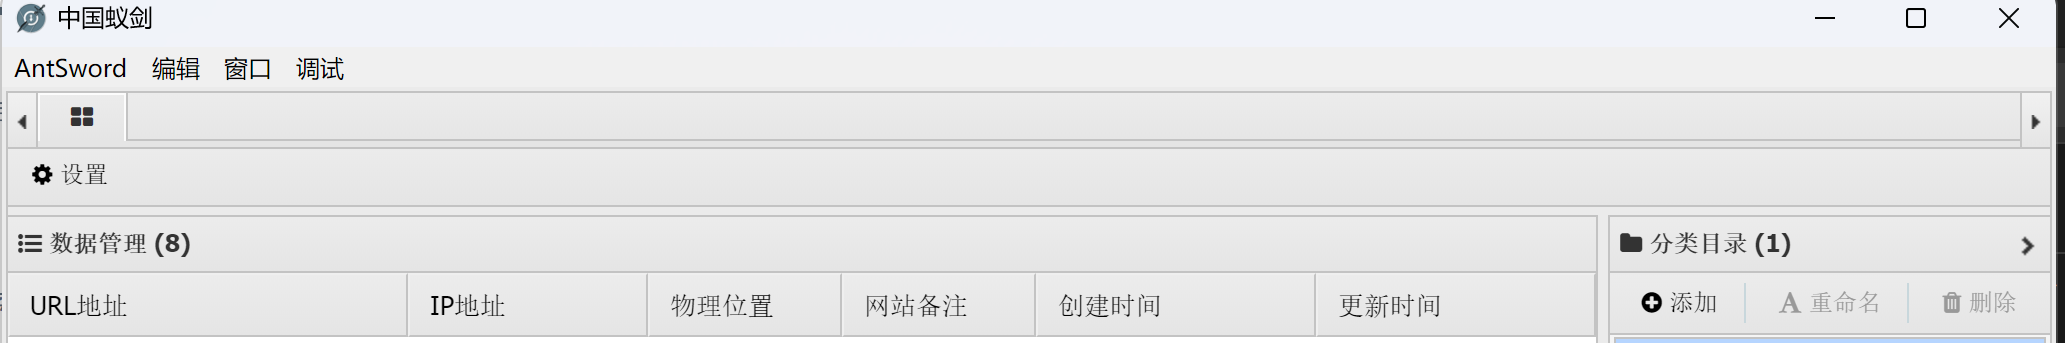 中国蚁剑
AntSword 编辑 窗口 调试
设置
数据管理 (8)
分类目录 (1)
URL地址 IP地址 物理位置 网站备注 创建时间 更新时间
添加 重命名 删除